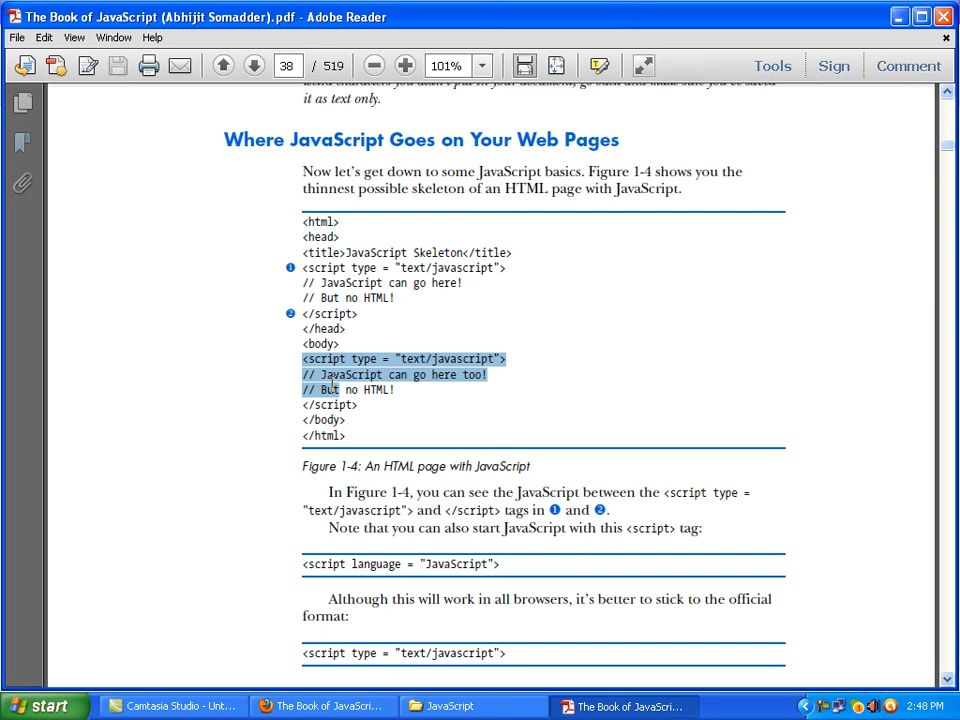 The Book of JavaScript (Abhijit Somadder).pdf - Adobe Reader
File Edit View Window Help
38 / 519 101% Tools Sign Comment
it as text only.
Where JavaScript Goes on Your Web Pages
Now let's get down to some JavaScript basics. Figure 1-4 shows you the
thinnest possible skeleton of an HTML page with JavaScript.
<html>
<head>
<title>JavaScript Skeleton</title>
❶ <script type = "text/javascript">
// JavaScript can go here!
// But no HTML!
❷ </script>
</head>
<body>
<script type = "text/javascript">
// JavaScript can go here too!
// But no HTML!
</script>
</body>
</html>
Figure 1-4: An HTML page with JavaScript
In Figure 1-4, you can see the JavaScript between the <script type =
"text/javascript"> and </script> tags in ❶ and ❷.
Note that you can also start JavaScript with this <script> tag:
<script language = "JavaScript">
Although this will work in all browsers, it's better to stick to the official
format:
<script type = "text/javascript">
start Camtasia Studio - Unt... The Book of JavaScri... JavaScript The Book of JavaScri... 2:48 PM